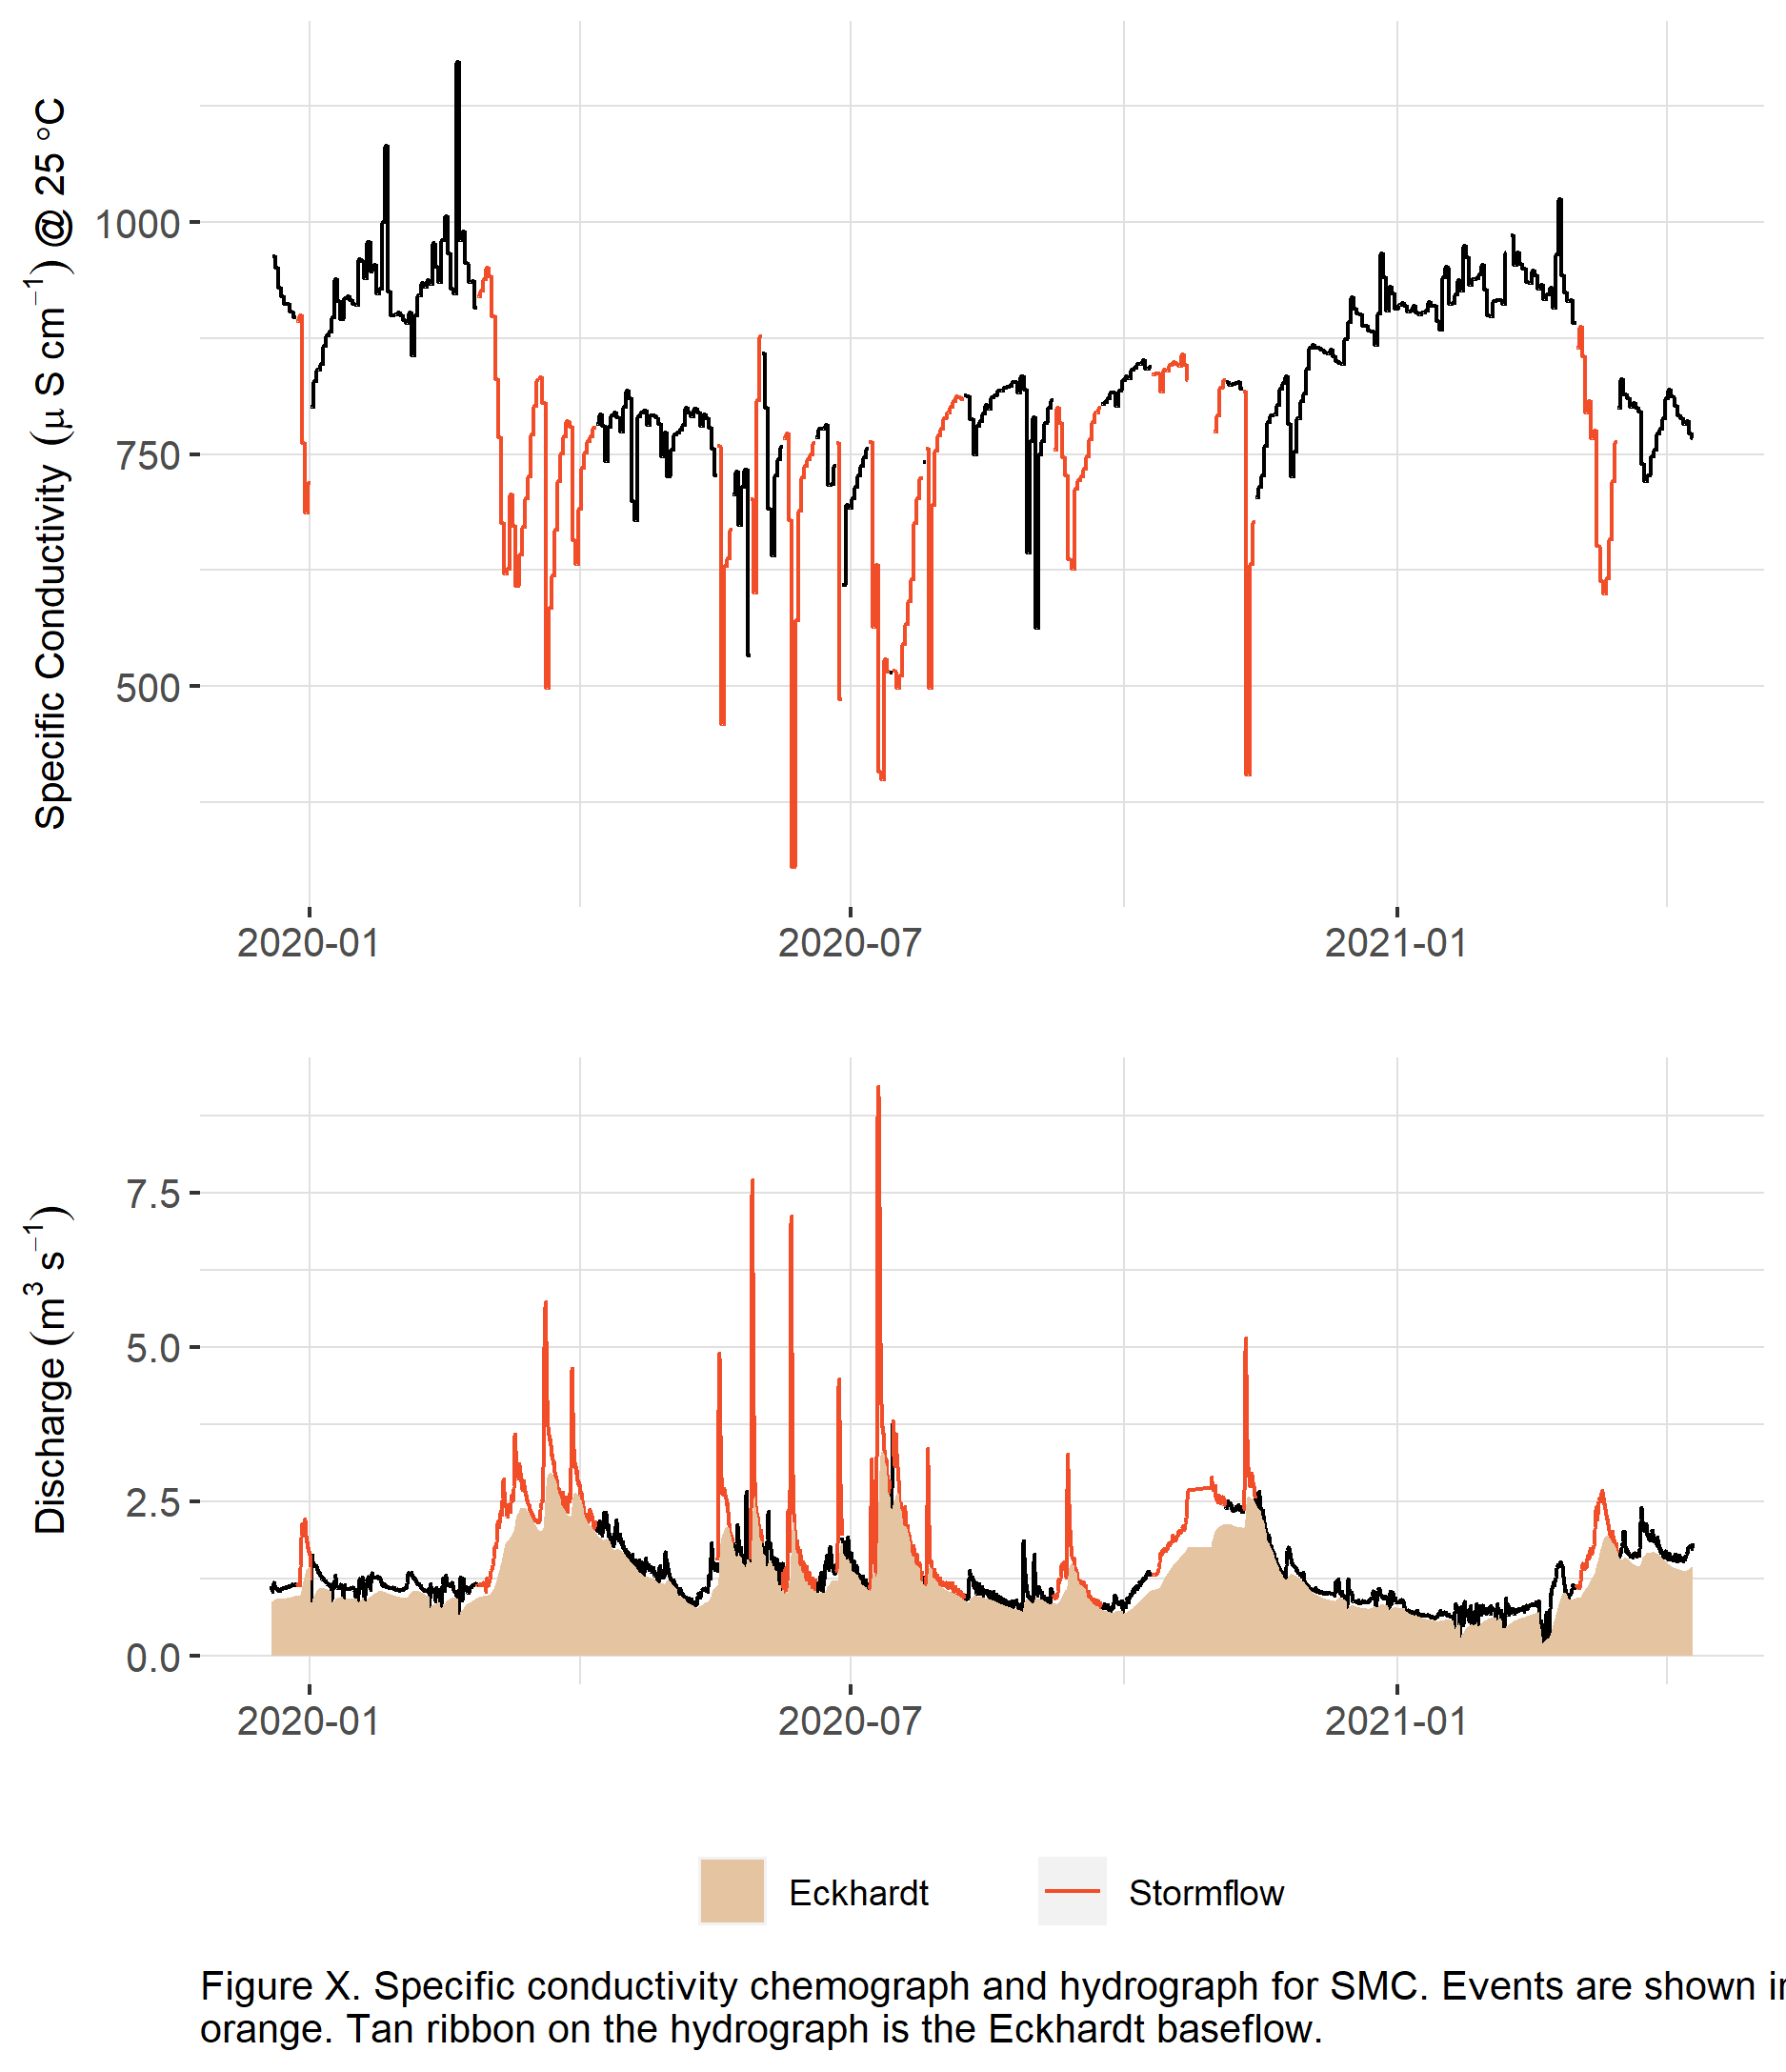 Specific Conductivity (μ S cm⁻¹) @ 25 °C
1000
750
500
2020-01 2020-07 2021-01
Discharge (m³ s⁻¹)
7.5
5.0
2.5
0.0
2020-01 2020-07 2021-01
Eckhardt Stormflow
Figure X. Specific conductivity chemograph and hydrograph for SMC. Events are shown in
orange. Tan ribbon on the hydrograph is the Eckhardt baseflow.